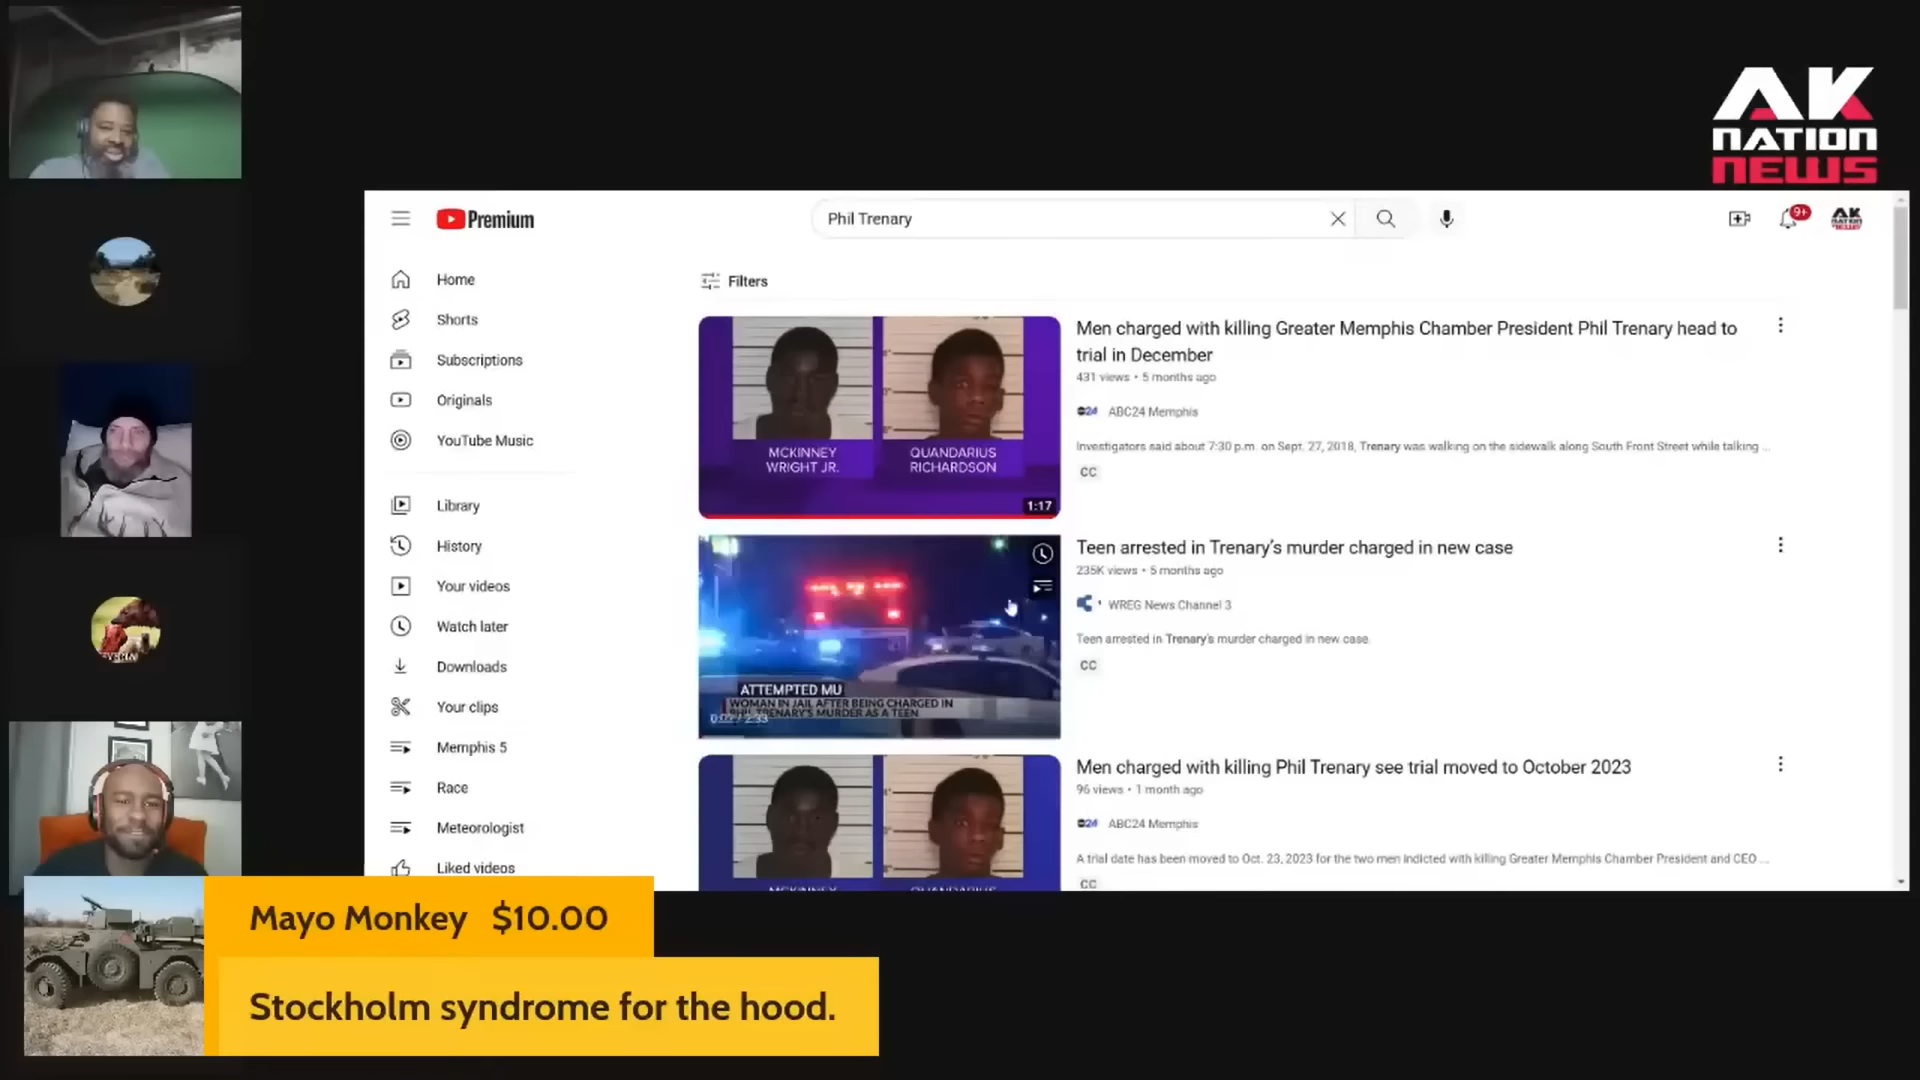 AK
NATION
NEWS
Premium
Phil Trenary
9+
Home
Shorts
Subscriptions
Originals
YouTube Music
Library
History
Your videos
Watch later
Downloads
Your clips
Memphis 5
Race
Meteorologist
Liked videos
Filters
MCKINNEY
WRIGHT JR.
QUANDARIUS
RICHARDSON
1:17
Men charged with killing Greater Memphis Chamber President Phil Trenary head to
trial in December
431 views • 5 months ago
ABC24 Memphis
Investigators said about 7:30 p.m. on Sept. 27, 2018, Trenary was walking on the sidewalk along South Front Street while talking ...
CC
ATTEMPTED MU
WOMAN IN JAIL AFTER BEING CHARGED IN
PHIL TRENARY'S MURDER AS A TEEN
Teen arrested in Trenary's murder charged in new case
235K views • 5 months ago
WREG News Channel 3
Teen arrested in Trenary's murder charged in new case.
CC
Men charged with killing Phil Trenary see trial moved to October 2023
96 views • 1 month ago
ABC24 Memphis
A trial date has been moved to Oct. 23, 2023 for the two men indicted with killing Greater Memphis Chamber President and CEO ...
CC
MCKINNEY
QUANDARIUS
Mayo Monkey $10.00
Stockholm syndrome for the hood.